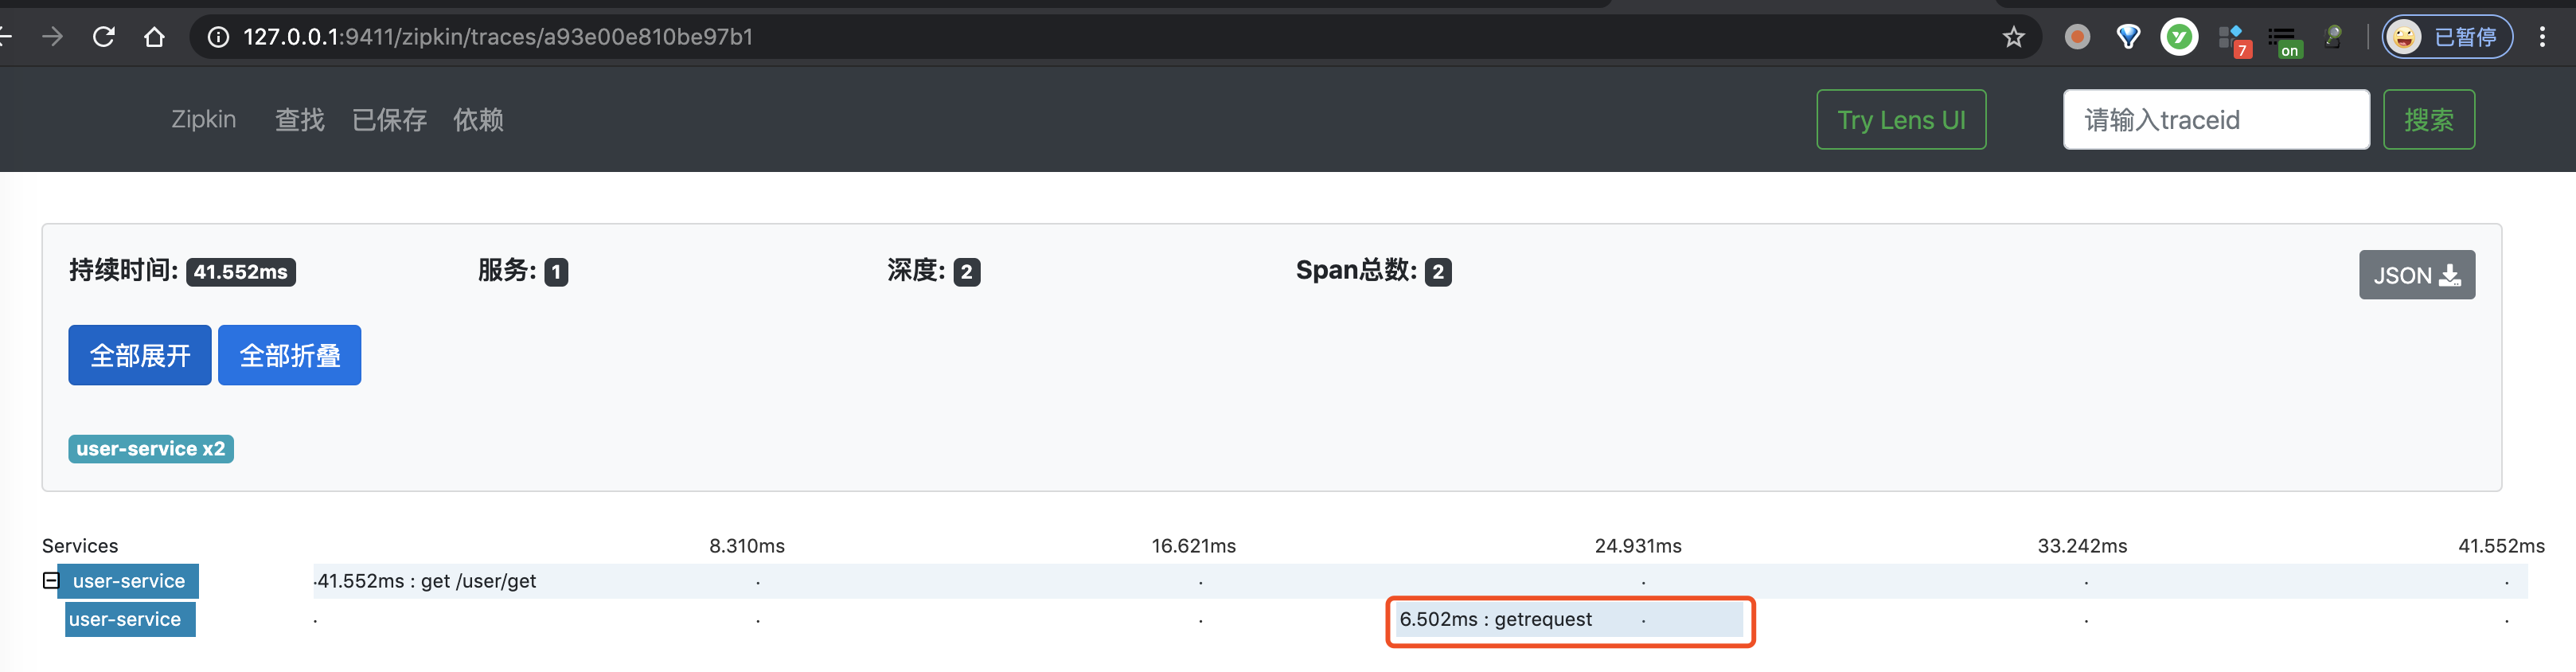 127.0.0.1:9411/zipkin/traces/a93e00e810be97b1
7
on
已暂停
Zipkin 查找 已保存 依赖 Try Lens UI 请输入traceid 搜索
持续时间: 41.552ms 服务: 1 深度: 2 Span总数: 2 JSON
全部展开 全部折叠
user-service x2
Services 8.310ms 16.621ms 24.931ms 33.242ms 41.552ms
user-service 41.552ms : get /user/get
user-service 6.502ms : getrequest